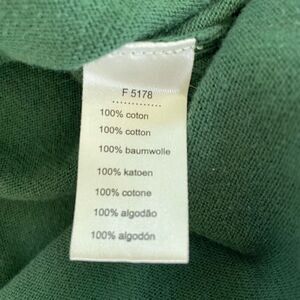 F 5178
100% coton
100% cotton
100% baumwolle
100% katoen
100% cotone
100% algodão
100% algodón